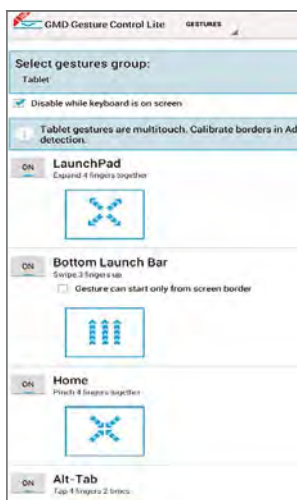 GMD Gesture Control Lite GESTURES
Select gestures group:
Tablet
Disable while keyboard is on screen
Tablet gestures are multitouch. Calibrate borders in Ad
detection.
ON LaunchPad
Expand 4 fingers together
ON Bottom Launch Bar
Swipe 3 fingers up
Gesture can start only from screen border
ON Home
Pinch 4 fingers together
ON Alt-Tab
Tap 4 fingers 2 times